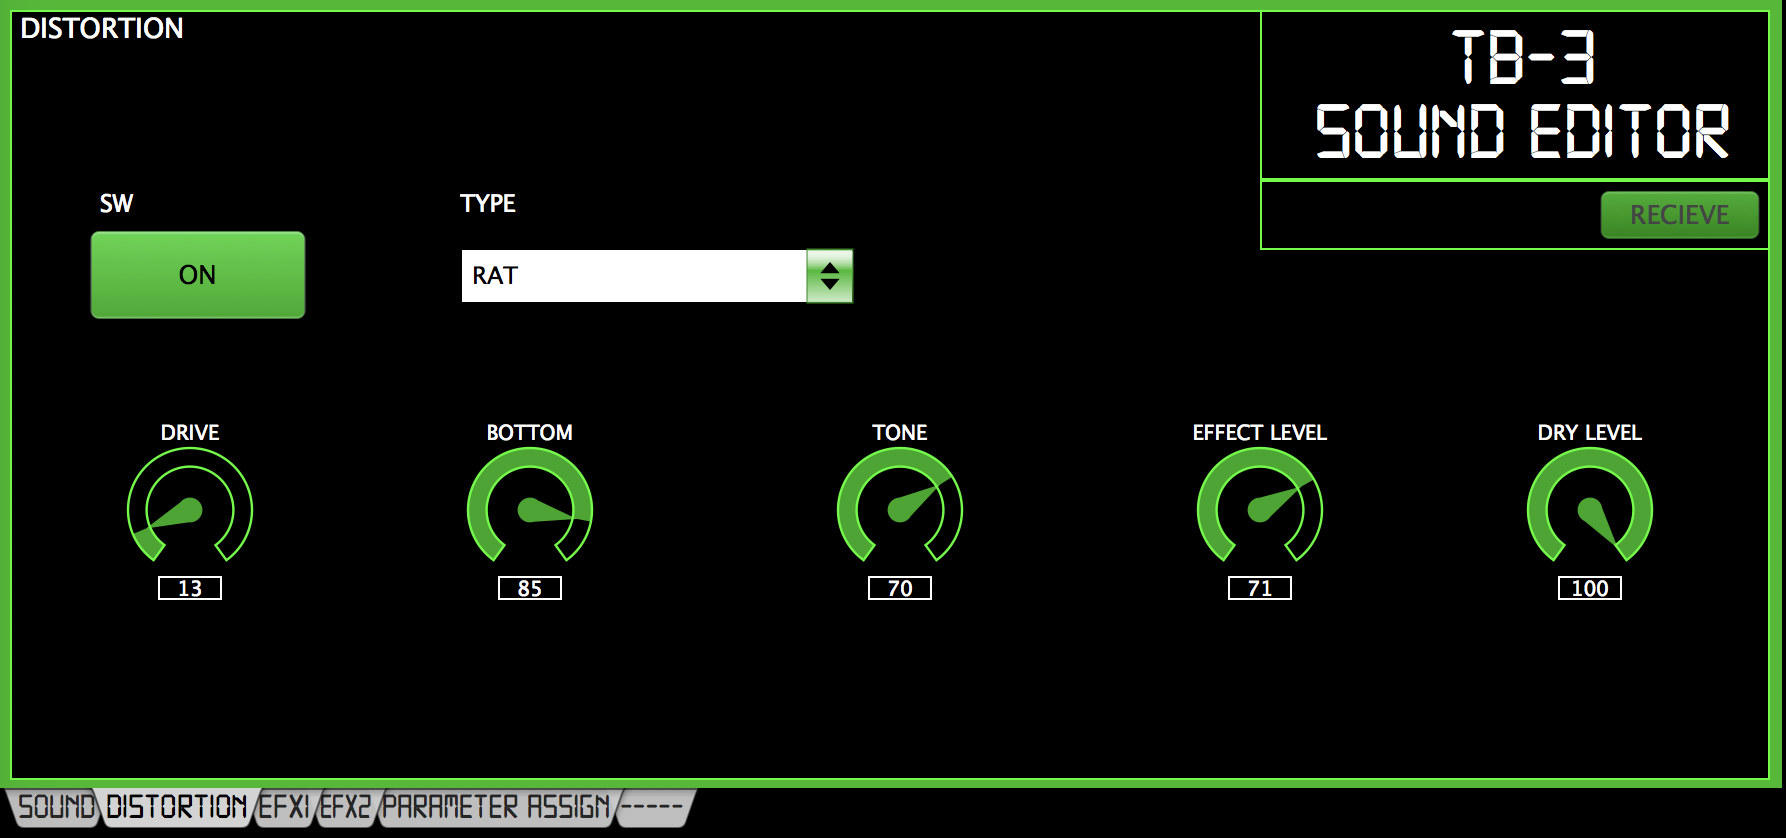 DISTORTION
TB-3
SOUND EDITOR
RECIEVE
SW
TYPE
ON
RAT
DRIVE
BOTTOM
TONE
EFFECT LEVEL
DRY LEVEL
13
85
70
71
100
SOUND
DISTORTION
EFX1
EFX2
PARAMETER ASSIGN
-----